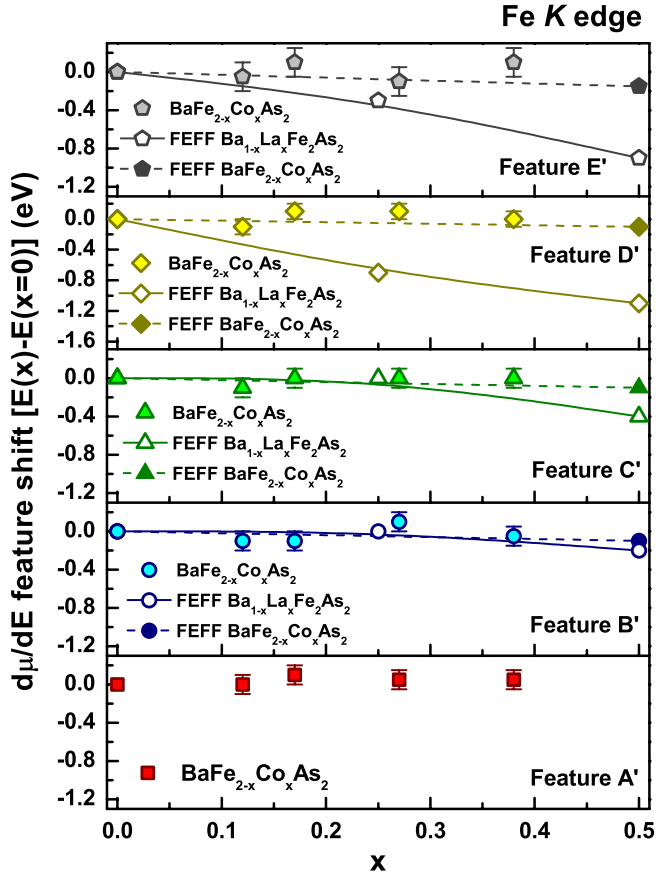 Fe K edge
dμ/dE feature shift [E(x)-E(x=0)] (eV)
0.0
-0.4
-0.8
-1.2
BaFe2-xCoxAs2
FEFF Ba1-xLaxFe2As2
FEFF BaFe2-xCoxAs2
Feature E'
0.0
-0.4
-0.8
-1.2
-1.6
BaFe2-xCoxAs2
FEFF Ba1-xLaxFe2As2
FEFF BaFe2-xCoxAs2
Feature D'
0.0
-0.4
-0.8
-1.2
BaFe2-xCoxAs2
FEFF Ba1-xLaxFe2As2
FEFF BaFe2-xCoxAs2
Feature C'
0.0
-0.4
-0.8
-1.2
BaFe2-xCoxAs2
FEFF Ba1-xLaxFe2As2
FEFF BaFe2-xCoxAs2
Feature B'
0.0
-0.4
-0.8
-1.2
BaFe2-xCoxAs2
Feature A'
0.0 0.1 0.2 0.3 0.4 0.5
x